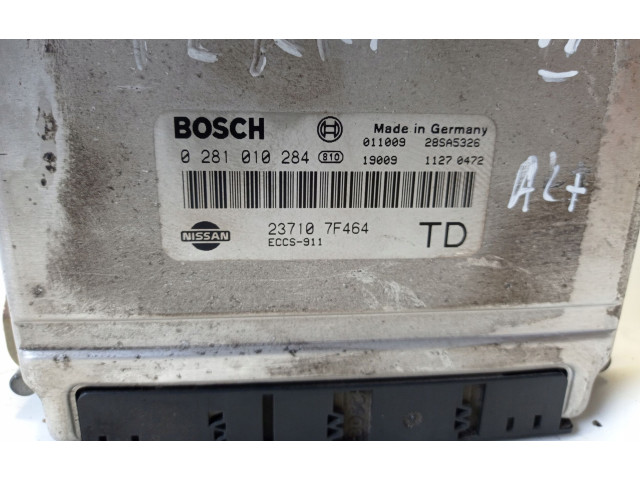 BOSCH Made in Germany
011009 28SA5326
0 281 010 284 810 19009 1127 0472
NISSAN 23710 7F464 TD
ECCS-911